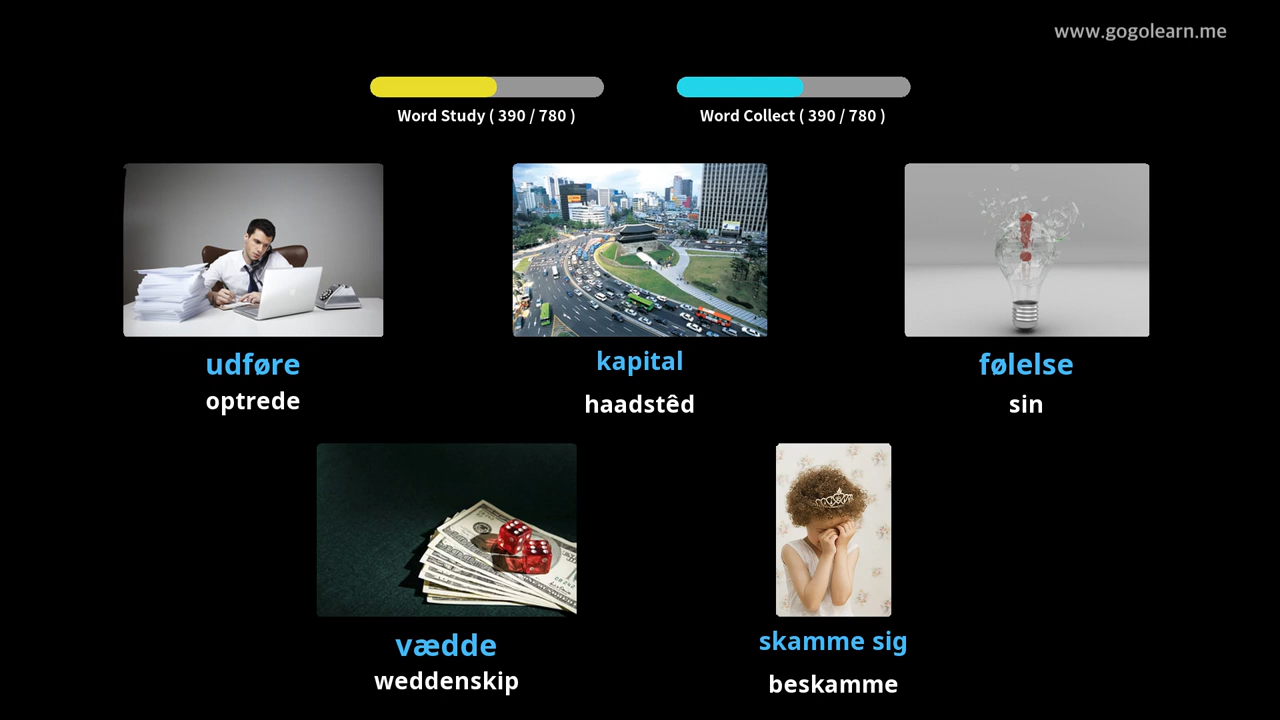 www.gogolearn.me
Word Study ( 390 / 780 )
Word Collect ( 390 / 780 )
udføre
optrede
kapital
haadstêd
følelse
sin
vædde
weddenskip
skamme sig
beskamme